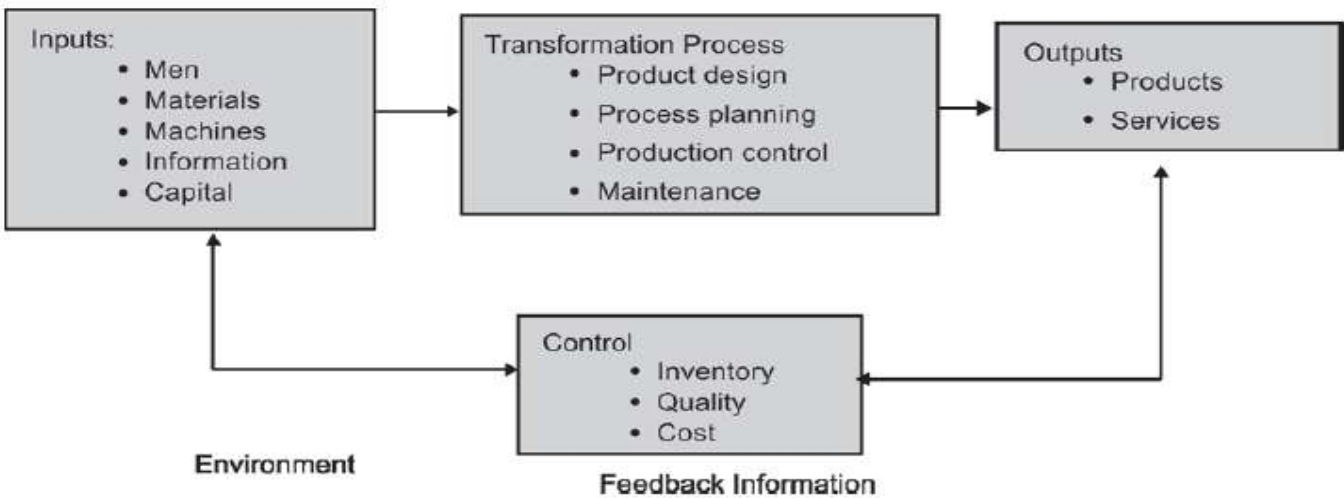 Inputs:
• Men
• Materials
• Machines
• Information
• Capital
Transformation Process
• Product design
• Process planning
• Production control
• Maintenance
Outputs
• Products
• Services
Control
• Inventory
• Quality
• Cost
Environment
Feedback Information